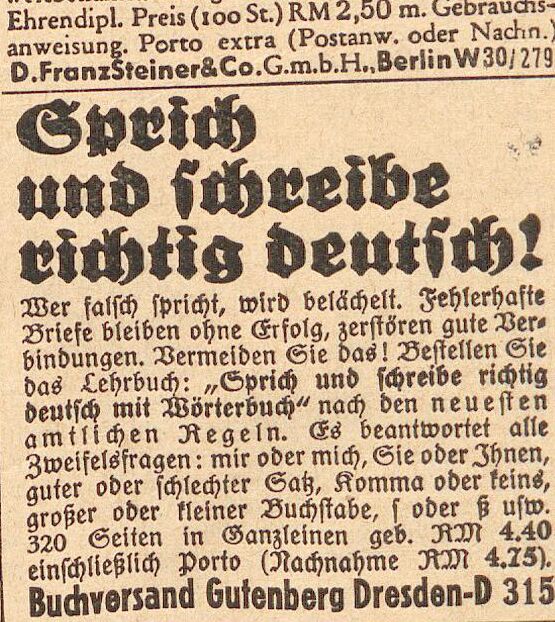 Ehrendipl. Preis (100 St.) RM 2,50 m. Gebrauchs-
anweisung. Porto extra (Postanw. oder Nachn.)
D. Franz Steiner & Co. G.m.b.H., Berlin W 30/279
Sprich
und schreibe
richtig deutsch!
Wer falsch spricht, wird belächelt. Fehlerhafte
Briefe bleiben ohne Erfolg, zerstören gute Ver-
bindungen. Vermeiden Sie das! Bestellen Sie
das Lehrbuch: „Sprich und schreibe richtig
deutsch mit Wörterbuch“ nach den neuesten
amtlichen Regeln. Es beantwortet alle
Zweifelsfragen: mir oder mich, Sie oder Ihnen,
guter oder schlechter Satz, Komma oder keins,
großer oder kleiner Buchstabe, s oder ß usw.
320 Seiten in Ganzleinen geb. RM 4.40
einschließlich Porto (Nachnahme RM 4.75).
Buchversand Gutenberg Dresden-D 315